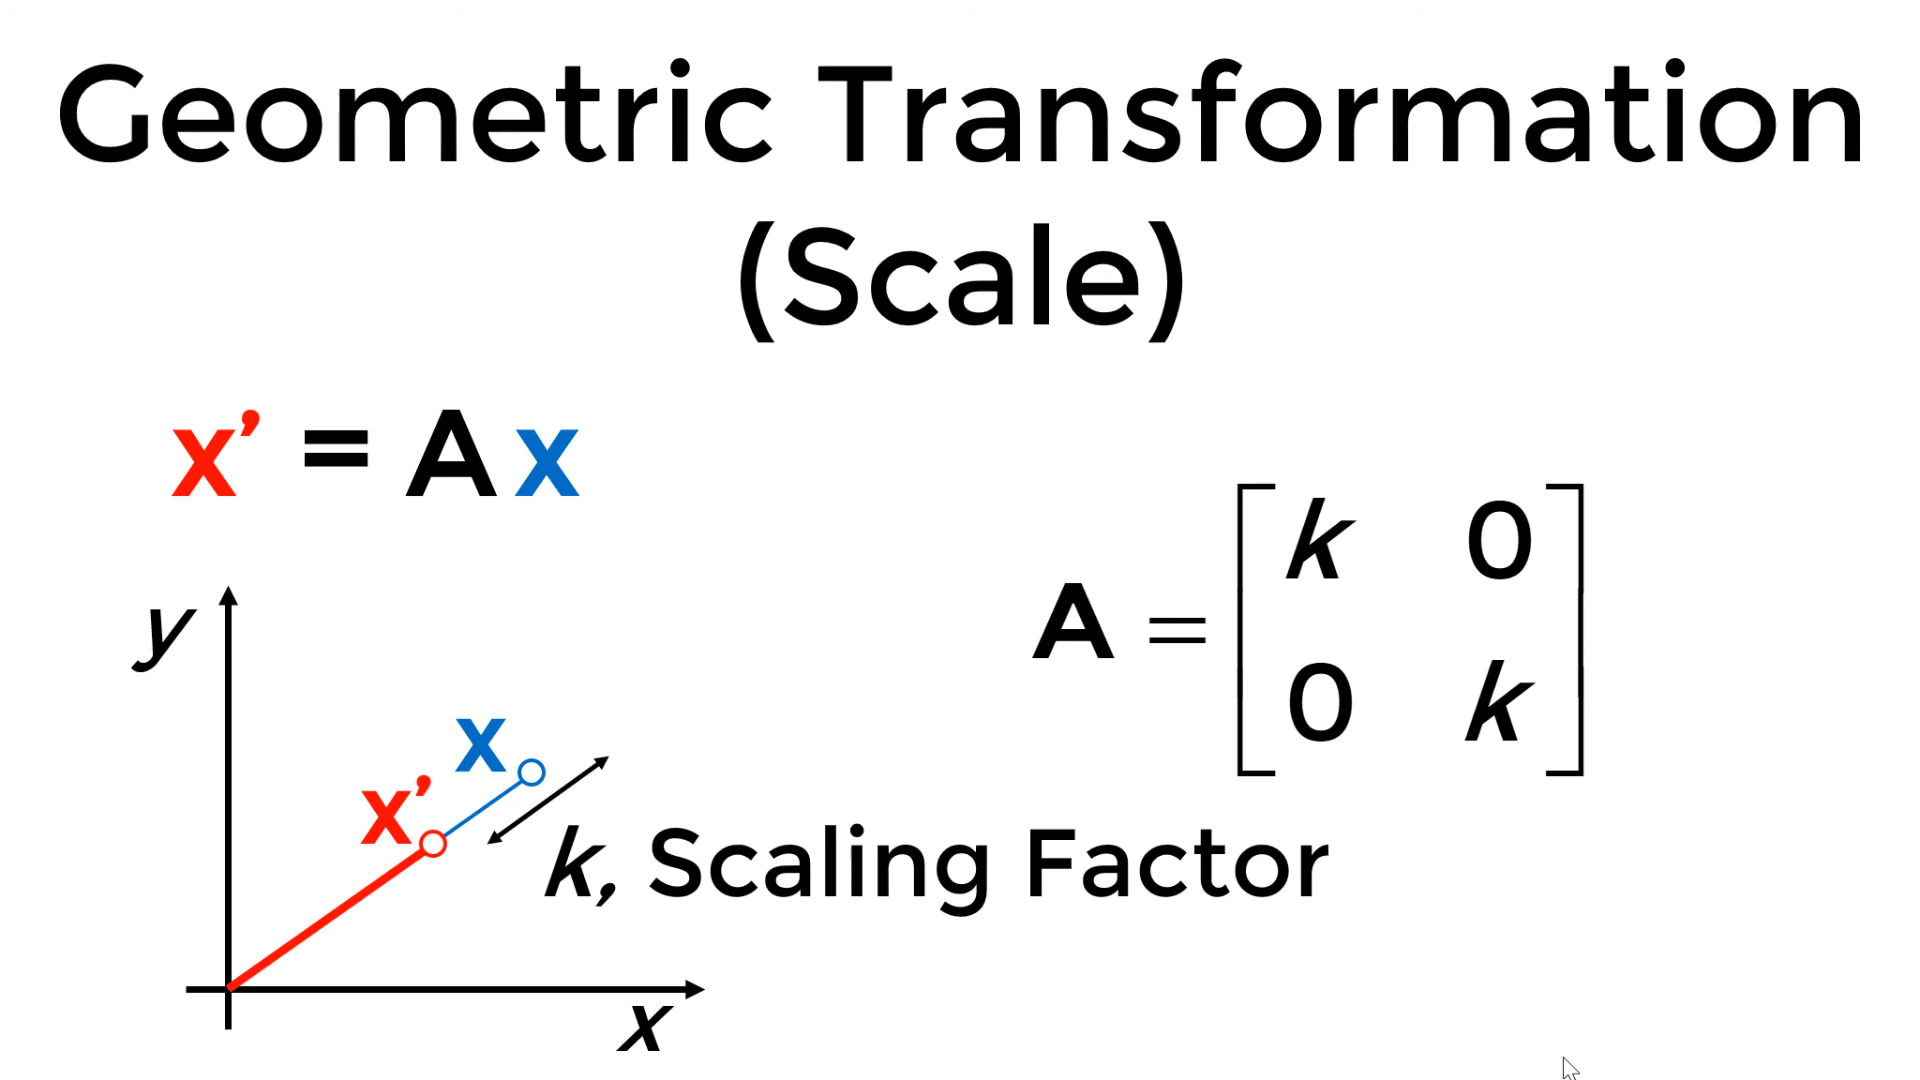 Geometric Transformation
(Scale)
x’ = A x
A = [k 0
0 k]
y
x
x’
k, Scaling Factor
x